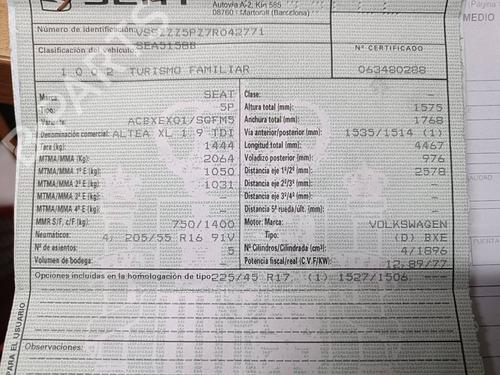 SEAT
Autovía A-2, Km 585
08760 - Martorell (Barcelona)
Número de identificación: VSSZZZ5PZ7R042771
SEA5158B
Clasificación del vehículo: Nº CERTIFICADO
1002 TURISMO FAMILIAR 063480288
Marca SEAT Clase: —
Tipo: 5P Altura total (mm): 1575
Variante: ACBXEX01/SGFM5 Anchura total (mm): 1768
Denominación comercial: ALTEA XL 1.9 TDI Vía anterior/posterior (mm): 1535/1514 (1)
Tara (kg) 1444 Longitud total (mm): 4467
MTMA/MMA (Kg): 2064 Voladizo posterior (mm): 976
MTMA/MMA 1º E (kg): 1050 Distancia eje 1º/2º (mm): 2578
MTMA/MMA 2º E (kg): 1031 Distancia eje 2º/3º (mm): —
MTMA/MMA 3º E (kg): — Distancia eje 3º/4º (mm): —
MTMA/MMA 4º E (kg): — Distancia 5ª rueda/últ. (mm): —
MMR S/F, c/F (kg): 750/1400 Motor: Marca: VOLKSWAGEN
Neumáticos: 4/ 205/55 R16 91V Tipo: (D) BXE
Nº de asientos: 5 Nº Cilindros/Cilindrada (cm³): 4/1896
Volumen de bodega: — Potencia fiscal/real (C.V.F/KW): 12,89/77
Opciones incluidas en la homologación de tipo: 225/45 R17. (1) 1527/1506
Observaciones:
PARA EL USUARIO
MEDIO
B-PARTS